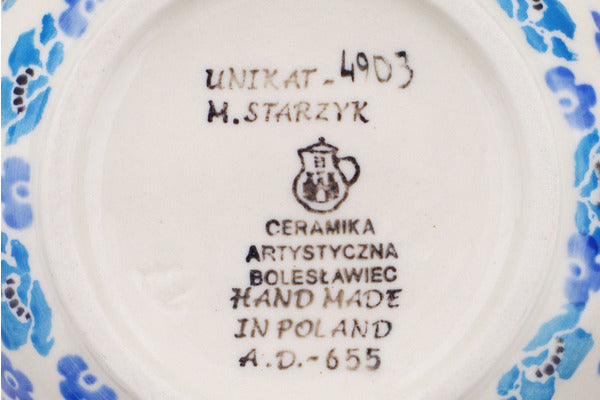 UNIKAT-4903
M.STARZYK
CERAMIKA
ARTYSTYCZNA
BOLESŁAWIEC
HAND MADE
IN POLAND
A.D.-655